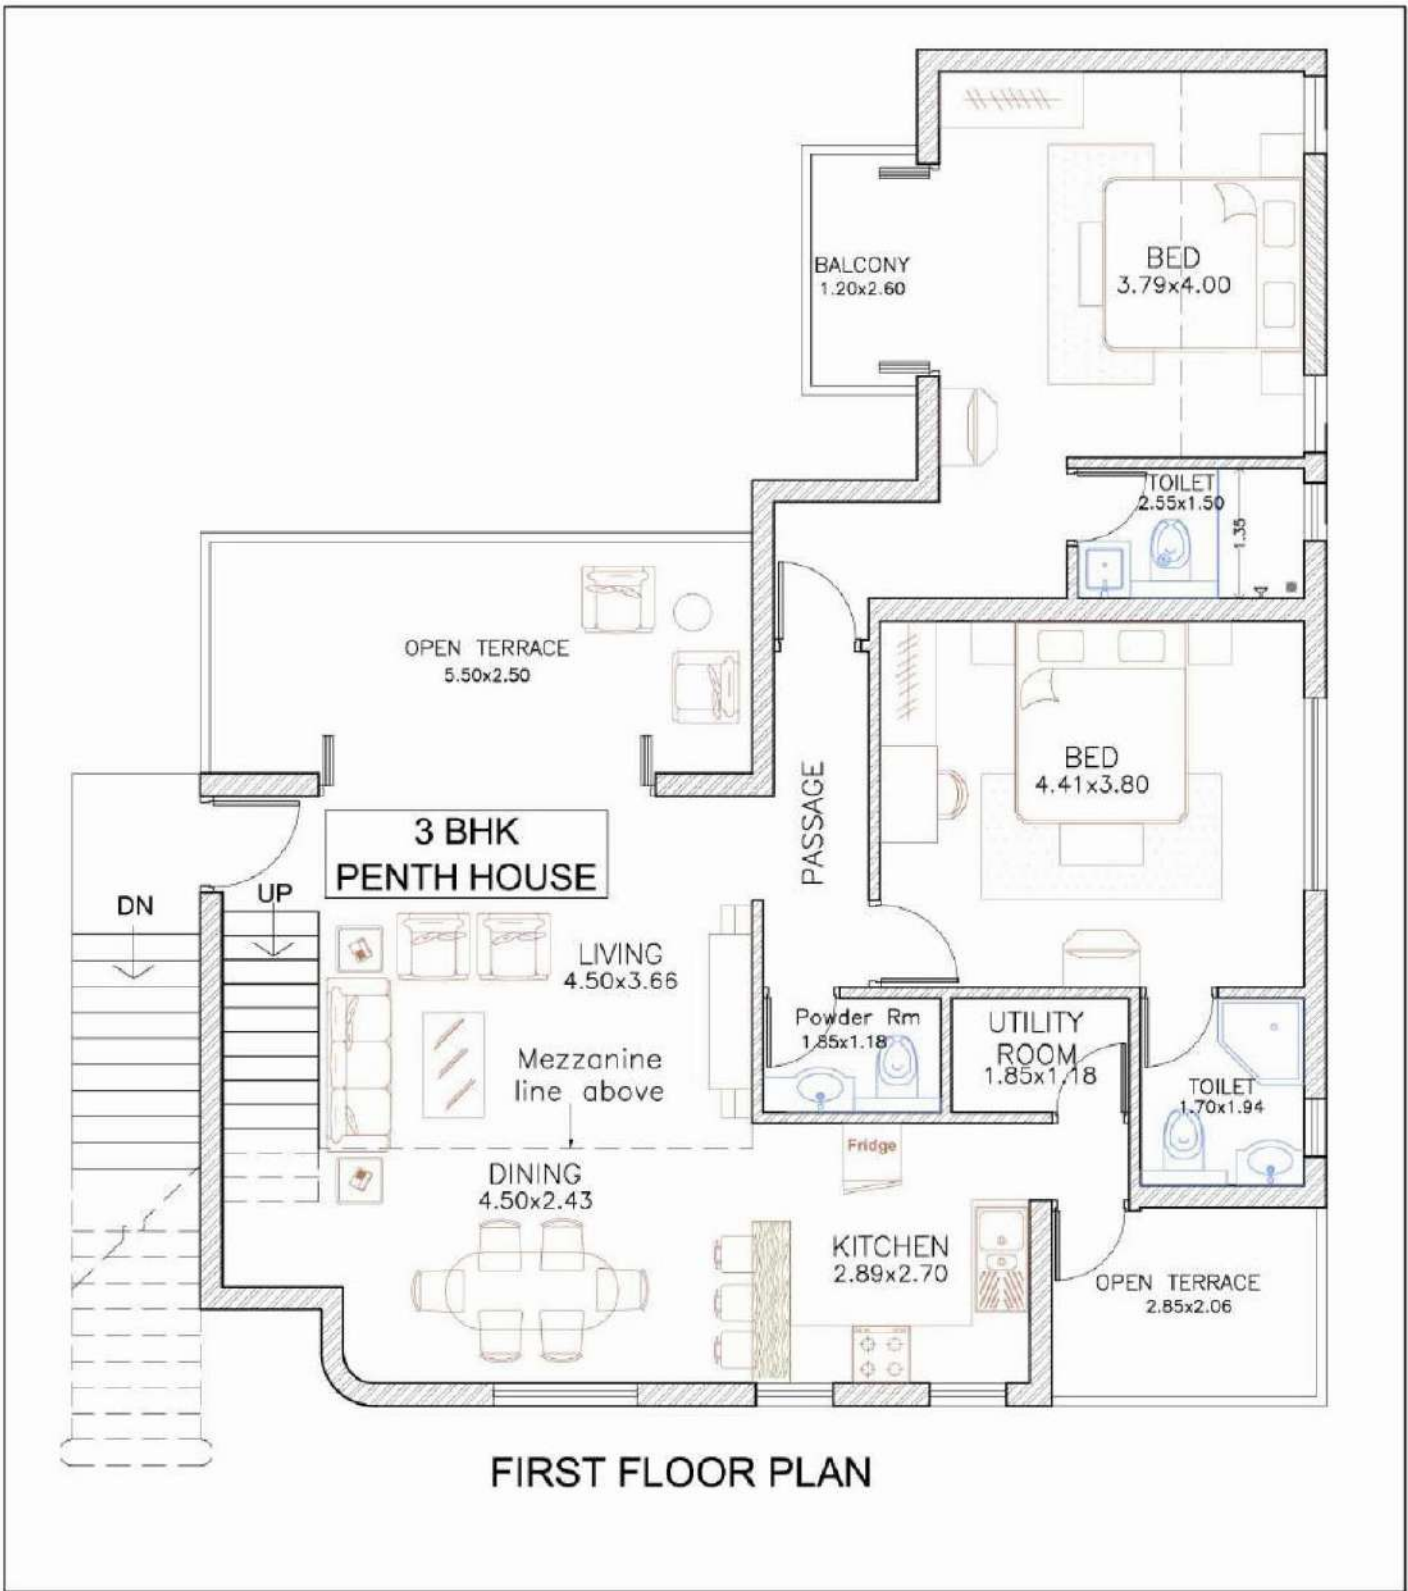 BED
3.79x4.00
BALCONY
1.20x2.60
TOILET
2.55x1.50
1.35
OPEN TERRACE
5.50x2.50
BED
4.41x3.80
PASSAGE
3 BHK
PENTH HOUSE
DN
UP
LIVING
4.50x3.66
Mezzanine
line above
Powder Rm
1.85x1.18
UTILITY
ROOM
1.85x1.18
TOILET
1.70x1.94
Fridge
DINING
4.50x2.43
KITCHEN
2.89x2.70
OPEN TERRACE
2.85x2.06
FIRST FLOOR PLAN